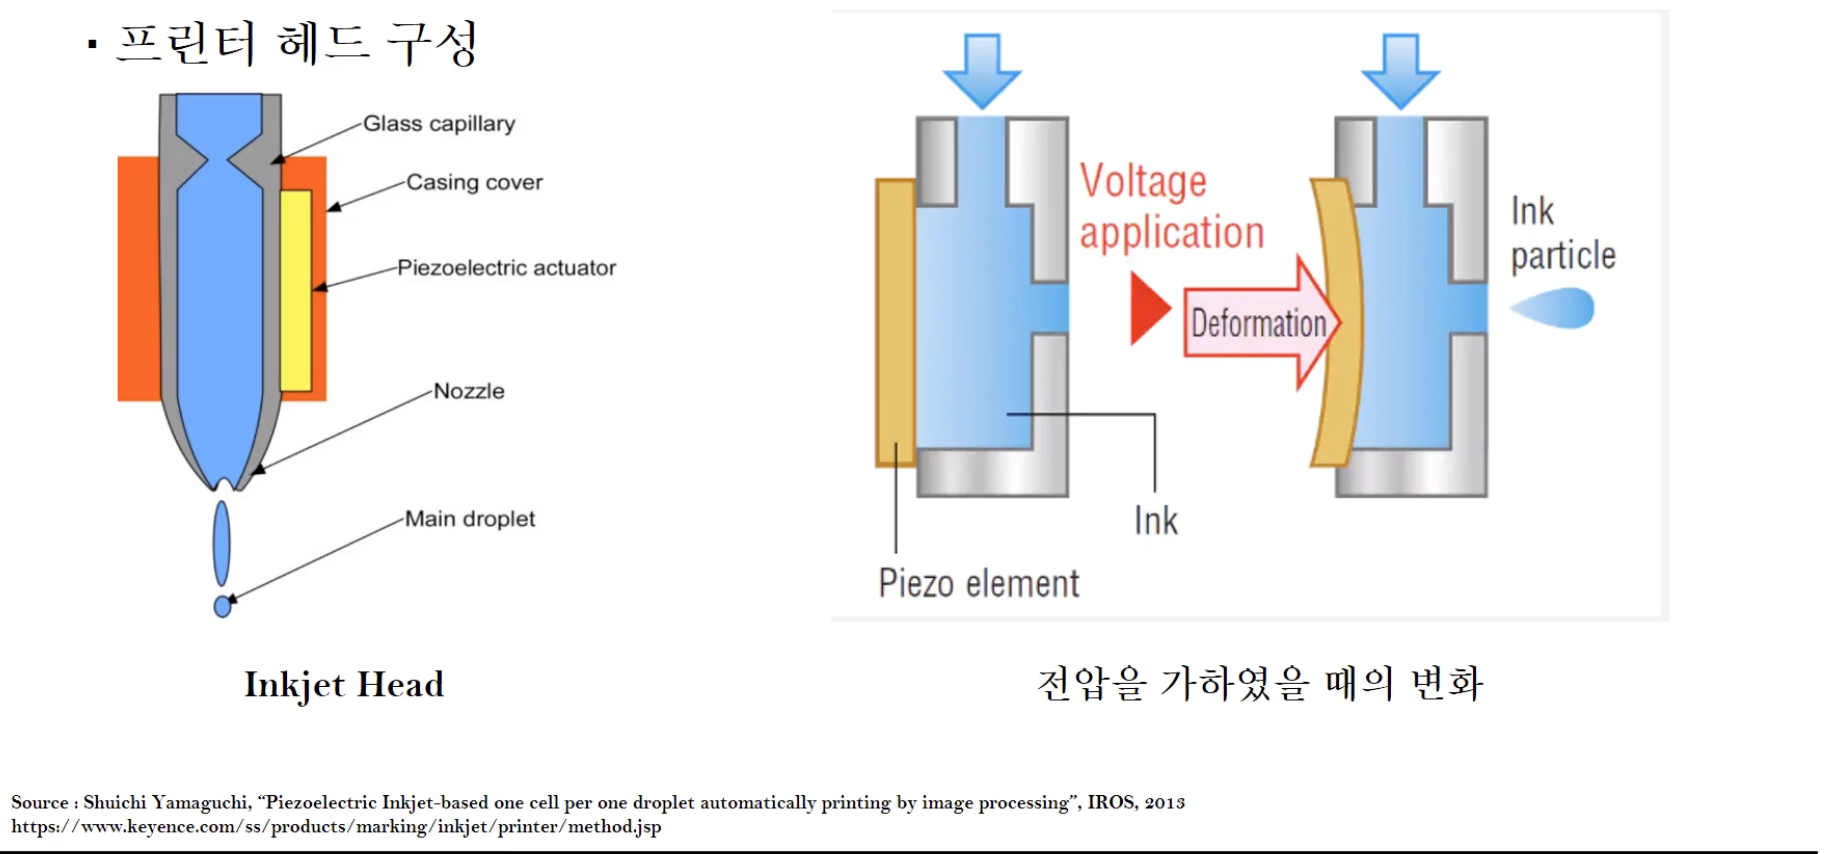 ▪ 프린터 헤드 구성
Glass capillary
Casing cover
Piezoelectric actuator
Nozzle
Main droplet
Inkjet Head
Voltage
application
Deformation
Ink
particle
Ink
Piezo element
전압을 가하였을 때의 변화
Source : Shuichi Yamaguchi, “Piezoelectric Inkjet-based one cell per one droplet automatically printing by image processing”, IROS, 2013
https://www.keyence.com/ss/products/marking/inkjet/printer/method.jsp